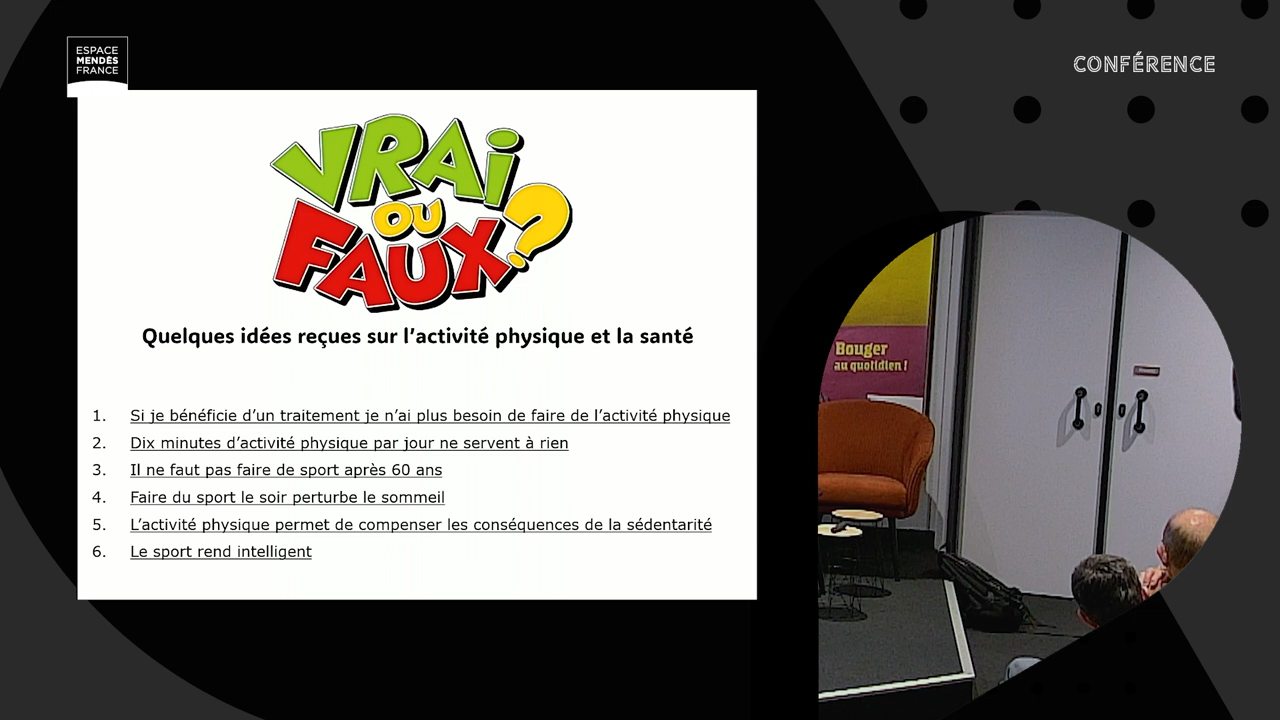 ESPACE
MENDÈS
FRANCE
CONFÉRENCE
VRAi
OU
FAUX?
Quelques idées reçues sur l'activité physique et la santé
1. Si je bénéficie d'un traitement je n'ai plus besoin de faire de l'activité physique
2. Dix minutes d'activité physique par jour ne servent à rien
3. Il ne faut pas faire de sport après 60 ans
4. Faire du sport le soir perturbe le sommeil
5. L'activité physique permet de compenser les conséquences de la sédentarité
6. Le sport rend intelligent
Bouger
au quotidien !